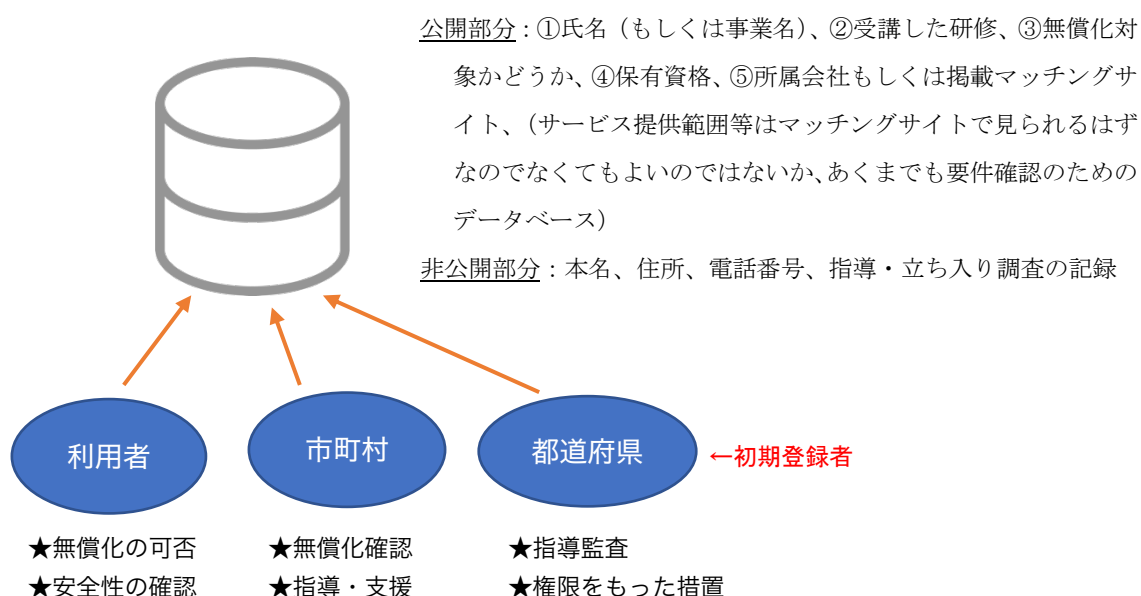 公開部分：①氏名（もしくは事業名）、②受講した研修、③無償化対
象かどうか、④保有資格、⑤所属会社もしくは掲載マッチングサ
イト、（サービス提供範囲等はマッチングサイトで見られるはず
なのでなくてもよいのではないか、あくまでも要件確認のための
データベース）
非公開部分：本名、住所、電話番号、指導・立ち入り調査の記録
利用者
市町村
都道府県
←初期登録者
★無償化の可否
★安全性の確認
★無償化確認
★指導・支援
★指導監査
★権限をもった措置